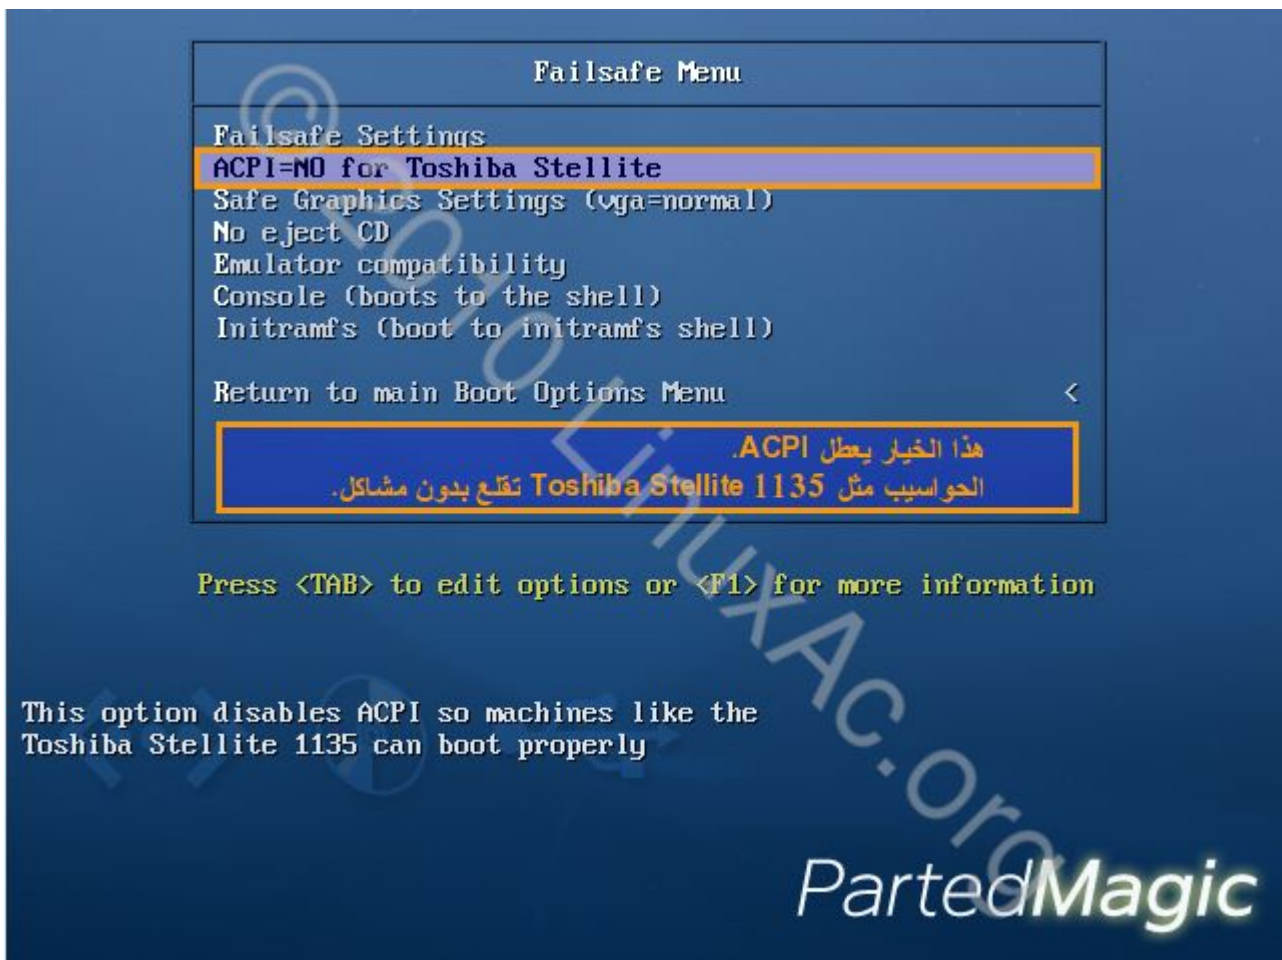 Failsafe Menu
Failsafe Settings
ACPI=NO for Toshiba Stellite
Safe Graphics Settings (vga=normal)
No eject CD
Emulator compatibility
Console (boots to the shell)
Initramfs (boot to initramfs shell)
Return to main Boot Options Menu <
هذا الخيار يعطل ACPI.
الحواسيب مثل Toshiba Stellite 1135 تقلع بدون مشاكل.
Press <TAB> to edit options or <F1> for more information
This option disables ACPI so machines like the
Toshiba Stellite 1135 can boot properly
© 2010 LinuxAc.org
PartedMagic